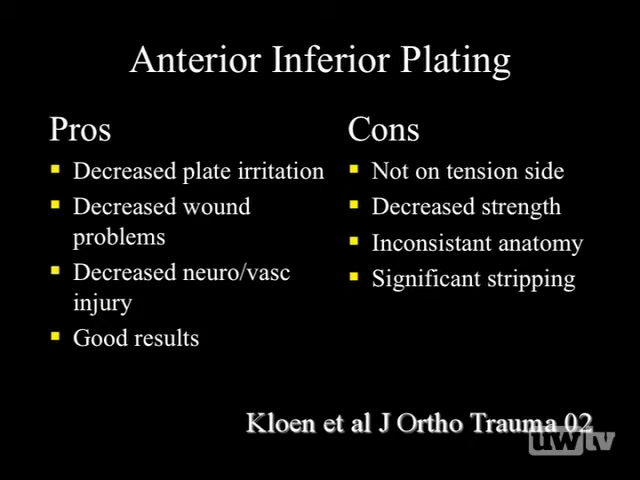 Anterior Inferior Plating
Pros
Decreased plate irritation
Decreased wound
problems
Decreased neuro/vasc
injury
Good results
Cons
Not on tension side
Decreased strength
Inconsistant anatomy
Significant stripping
Kloen et al J Ortho Trauma 02
uwtv